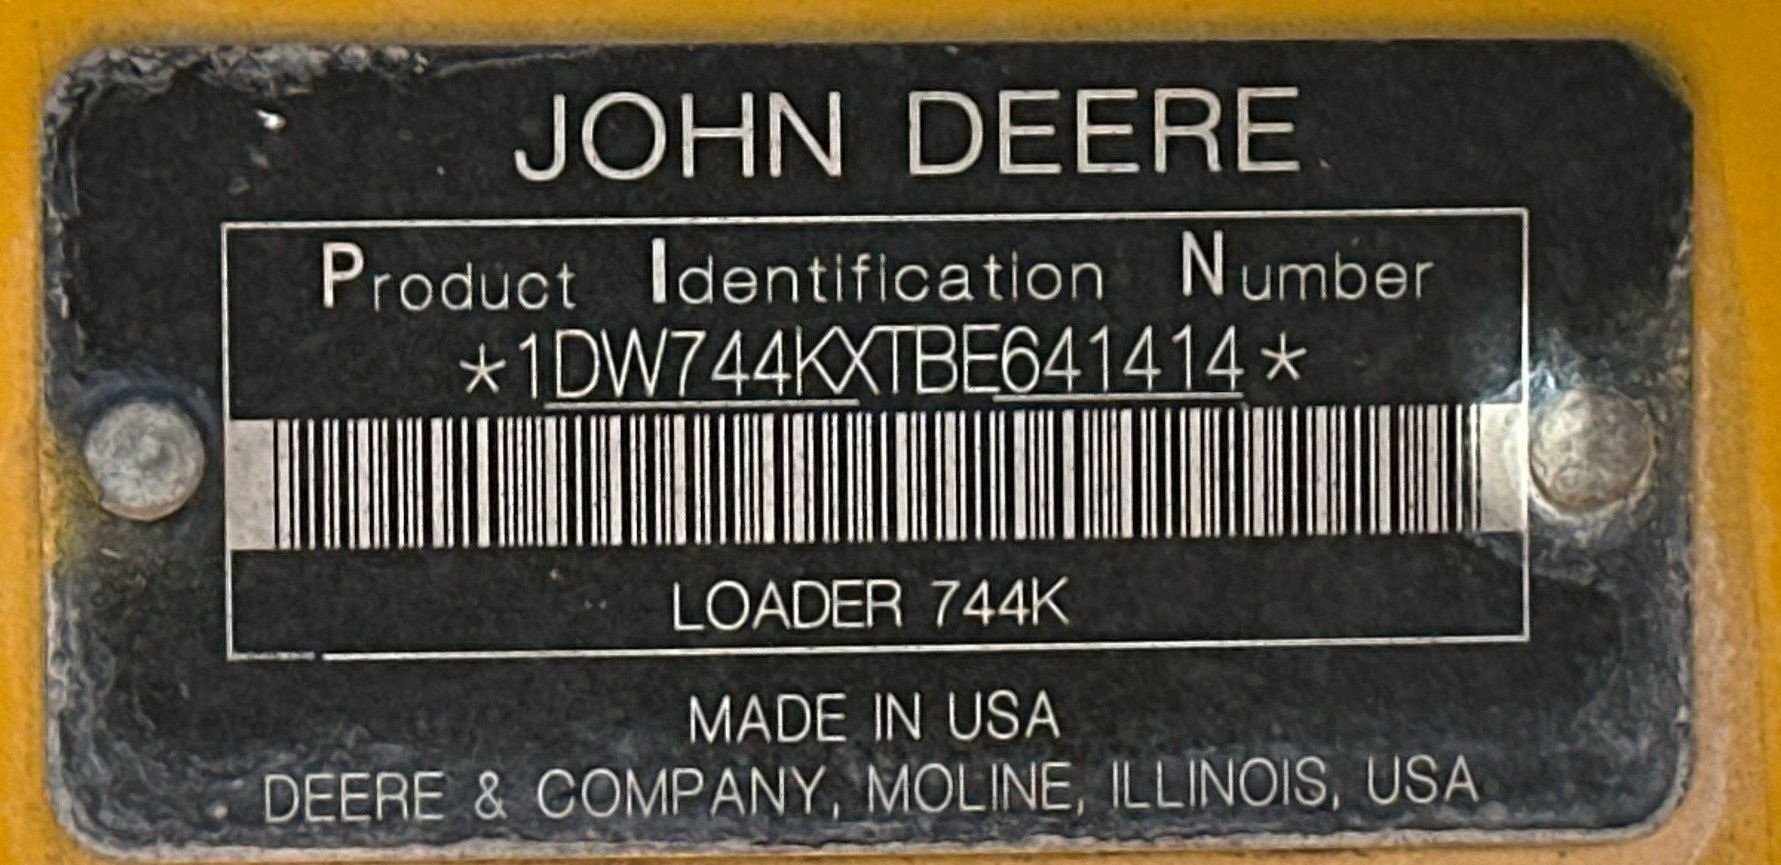 JOHN DEERE
Product Identification Number
*1DW744KXTBE641414*
LOADER 744K
MADE IN USA
DEERE & COMPANY, MOLINE, ILLINOIS, USA